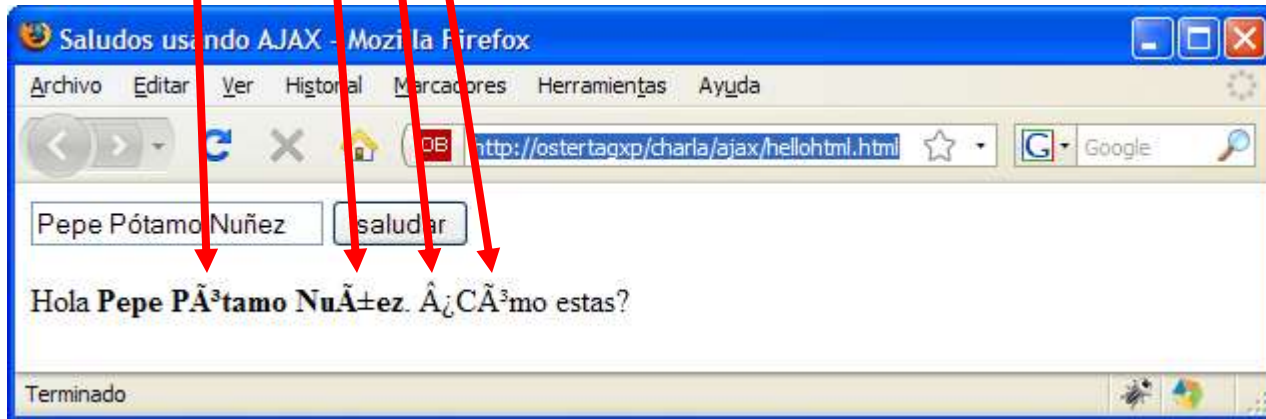 Saludos usando AJAX - Mozilla Firefox
Archivo Editar Ver Historial Marcadores Herramientas Ayuda
OB http://ostertagxp/charla/ajax/hellohtml.html G Google
Pepe Pótamo Nuñez saludar
Hola Pepe PÃ³tamo NuÃ±ez. Â¿CÃ³mo estas?
Terminado